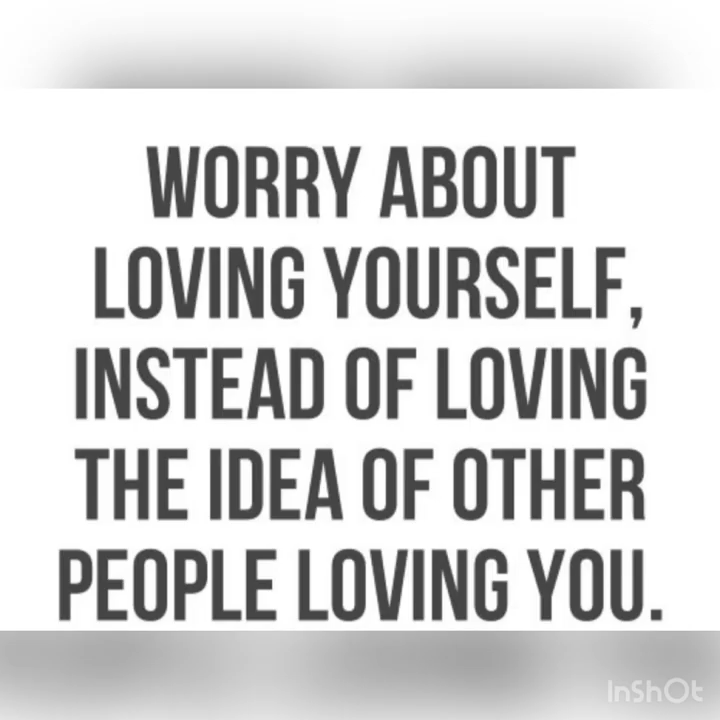 WORRY ABOUT
LOVING YOURSELF,
INSTEAD OF LOVING
THE IDEA OF OTHER
PEOPLE LOVING YOU.
InShOt